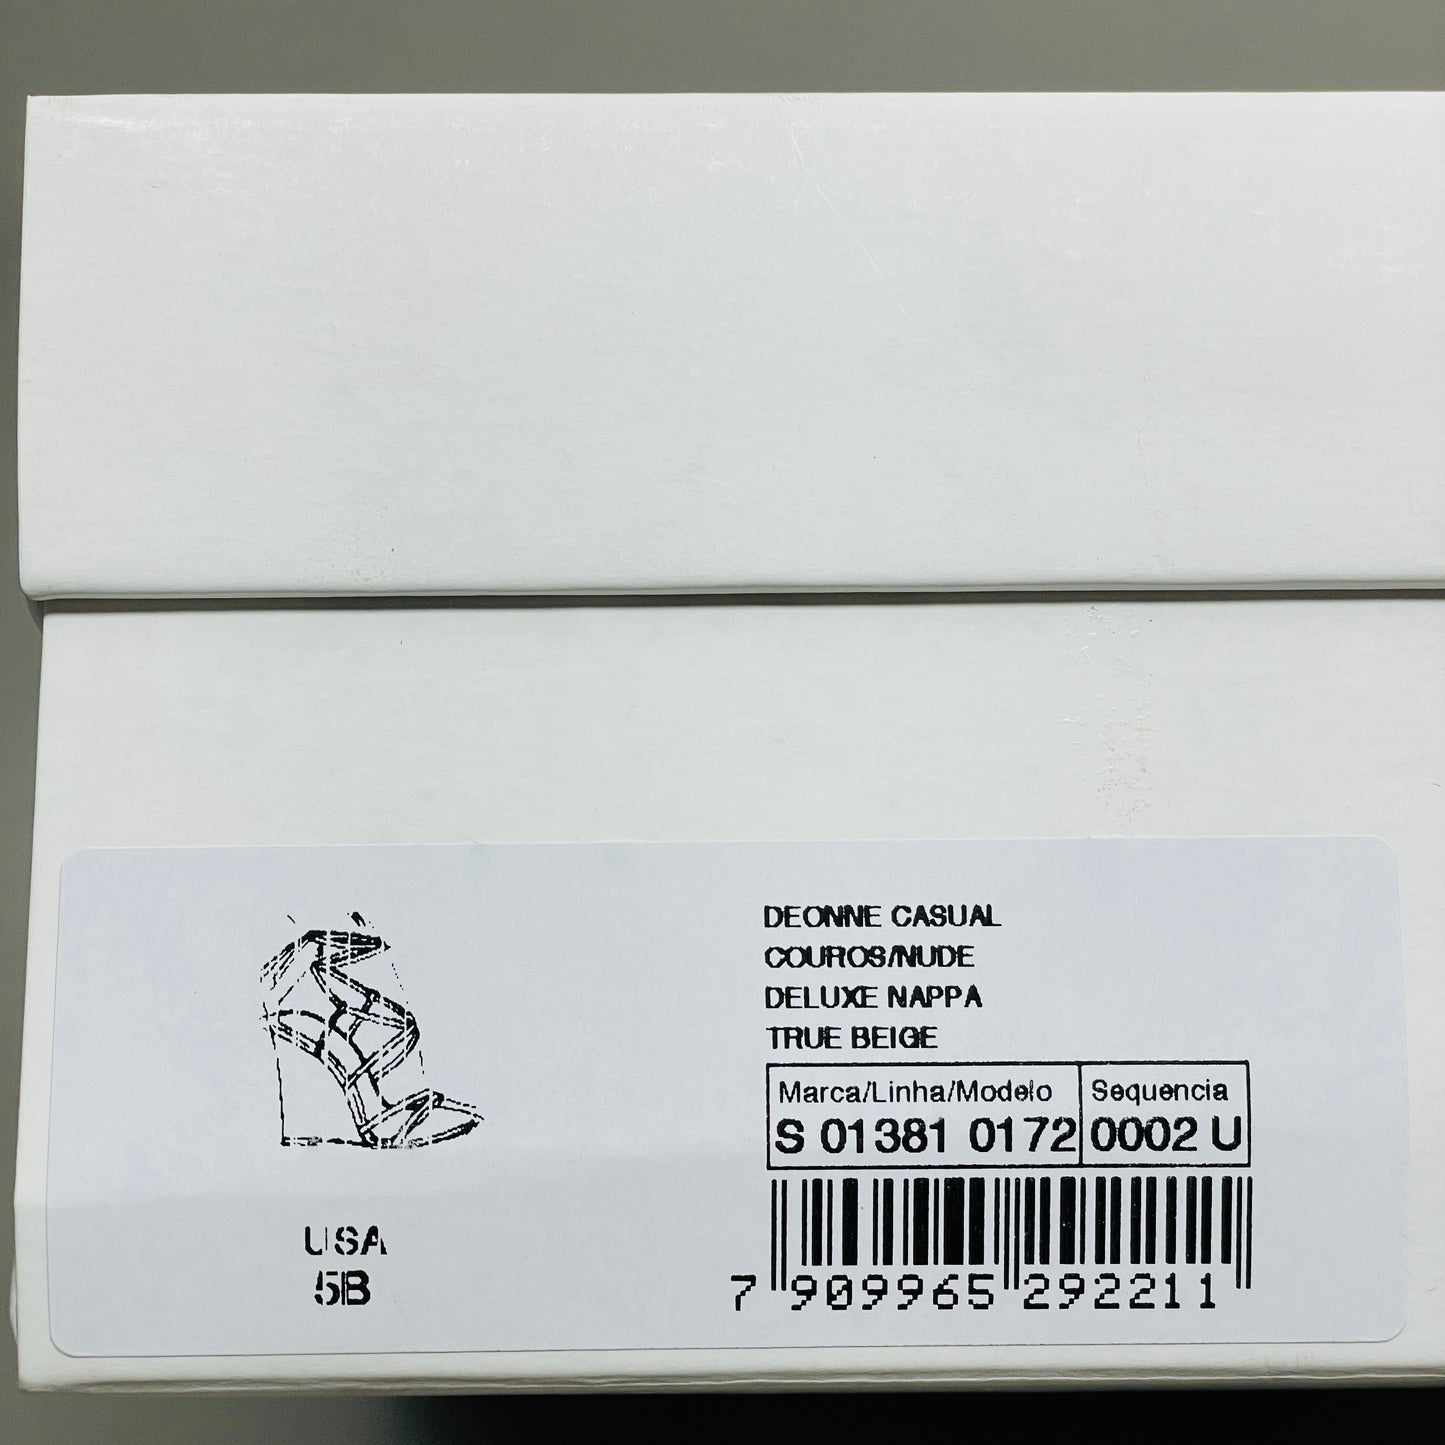 DEONNE CASUAL
COUROS/NUDE
DELUXE NAPPA
TRUE BEIGE
Marca/Linha/Modelo Sequencia
S 01381 0172 0002 U
7 909965 292211
USA
5B